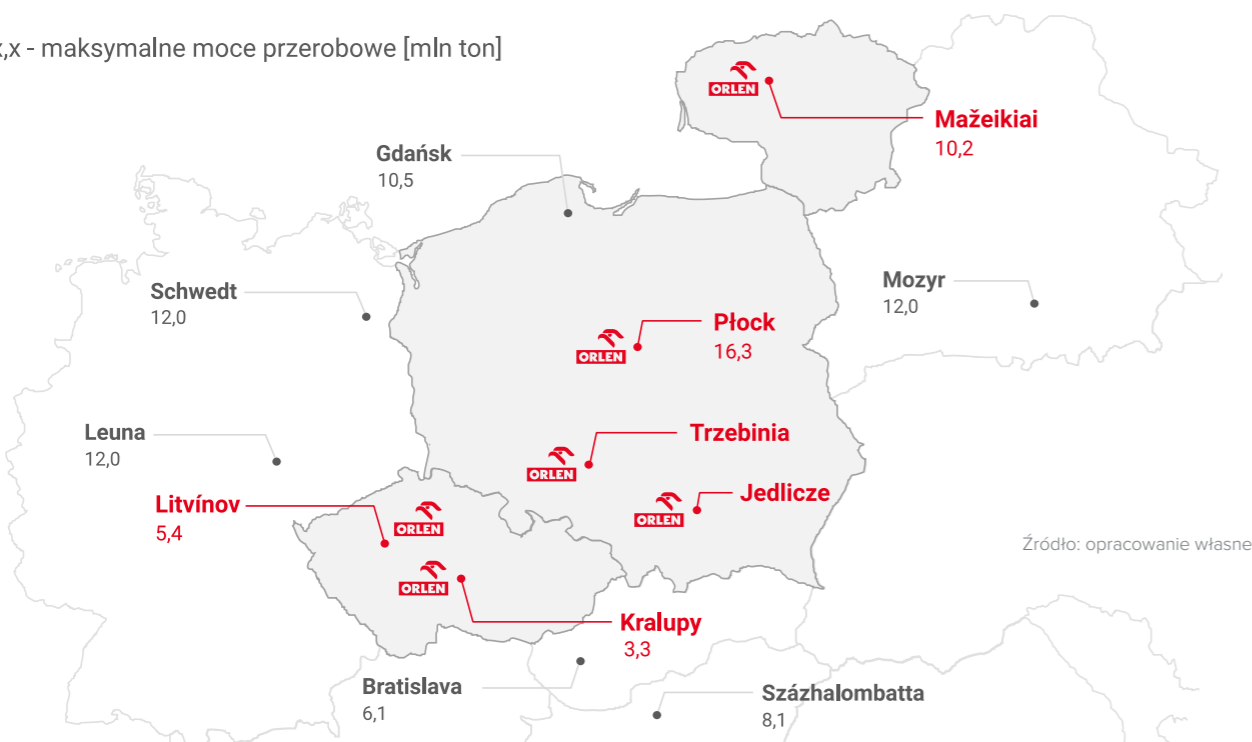 x,x - maksymalne moce przerobowe [mln ton]
ORLEN
Mažeikiai
10,2
Gdańsk
10,5
Schwedt
12,0
Mozyr
12,0
Płock
16,3
ORLEN
Leuna
12,0
Trzebinia
ORLEN
Litvínov
5,4
ORLEN
Jedlicze
ORLEN
Źródło: opracowanie własne
ORLEN
Kralupy
3,3
Bratislava
6,1
Százhalombatta
8,1